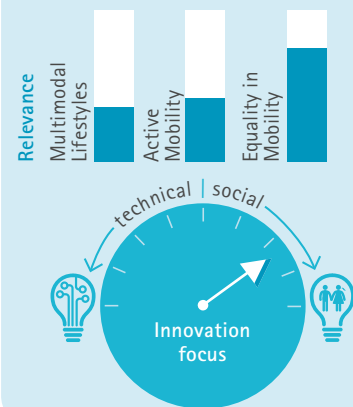 Relevance
Multimodal
Lifestyles
Active
Mobility
Equality in
Mobility
technical | social
Innovation
focus